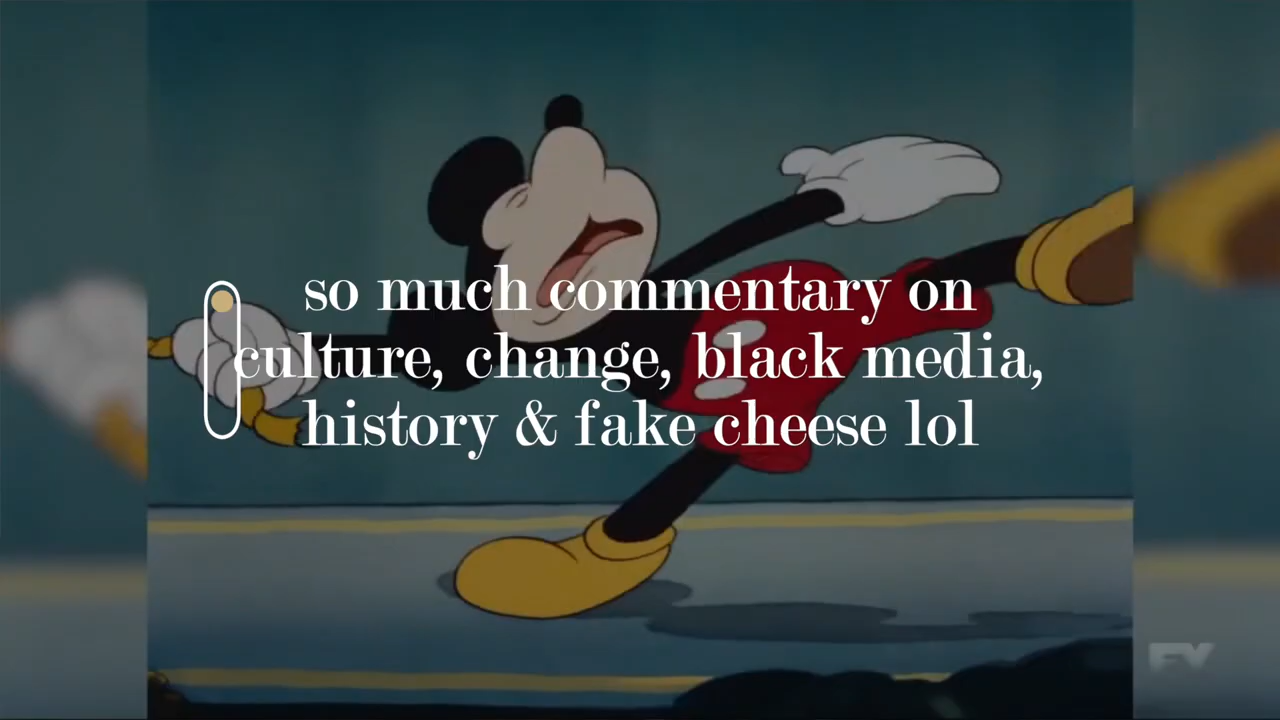 so much commentary on
culture, change, black media,
history & fake cheese lol